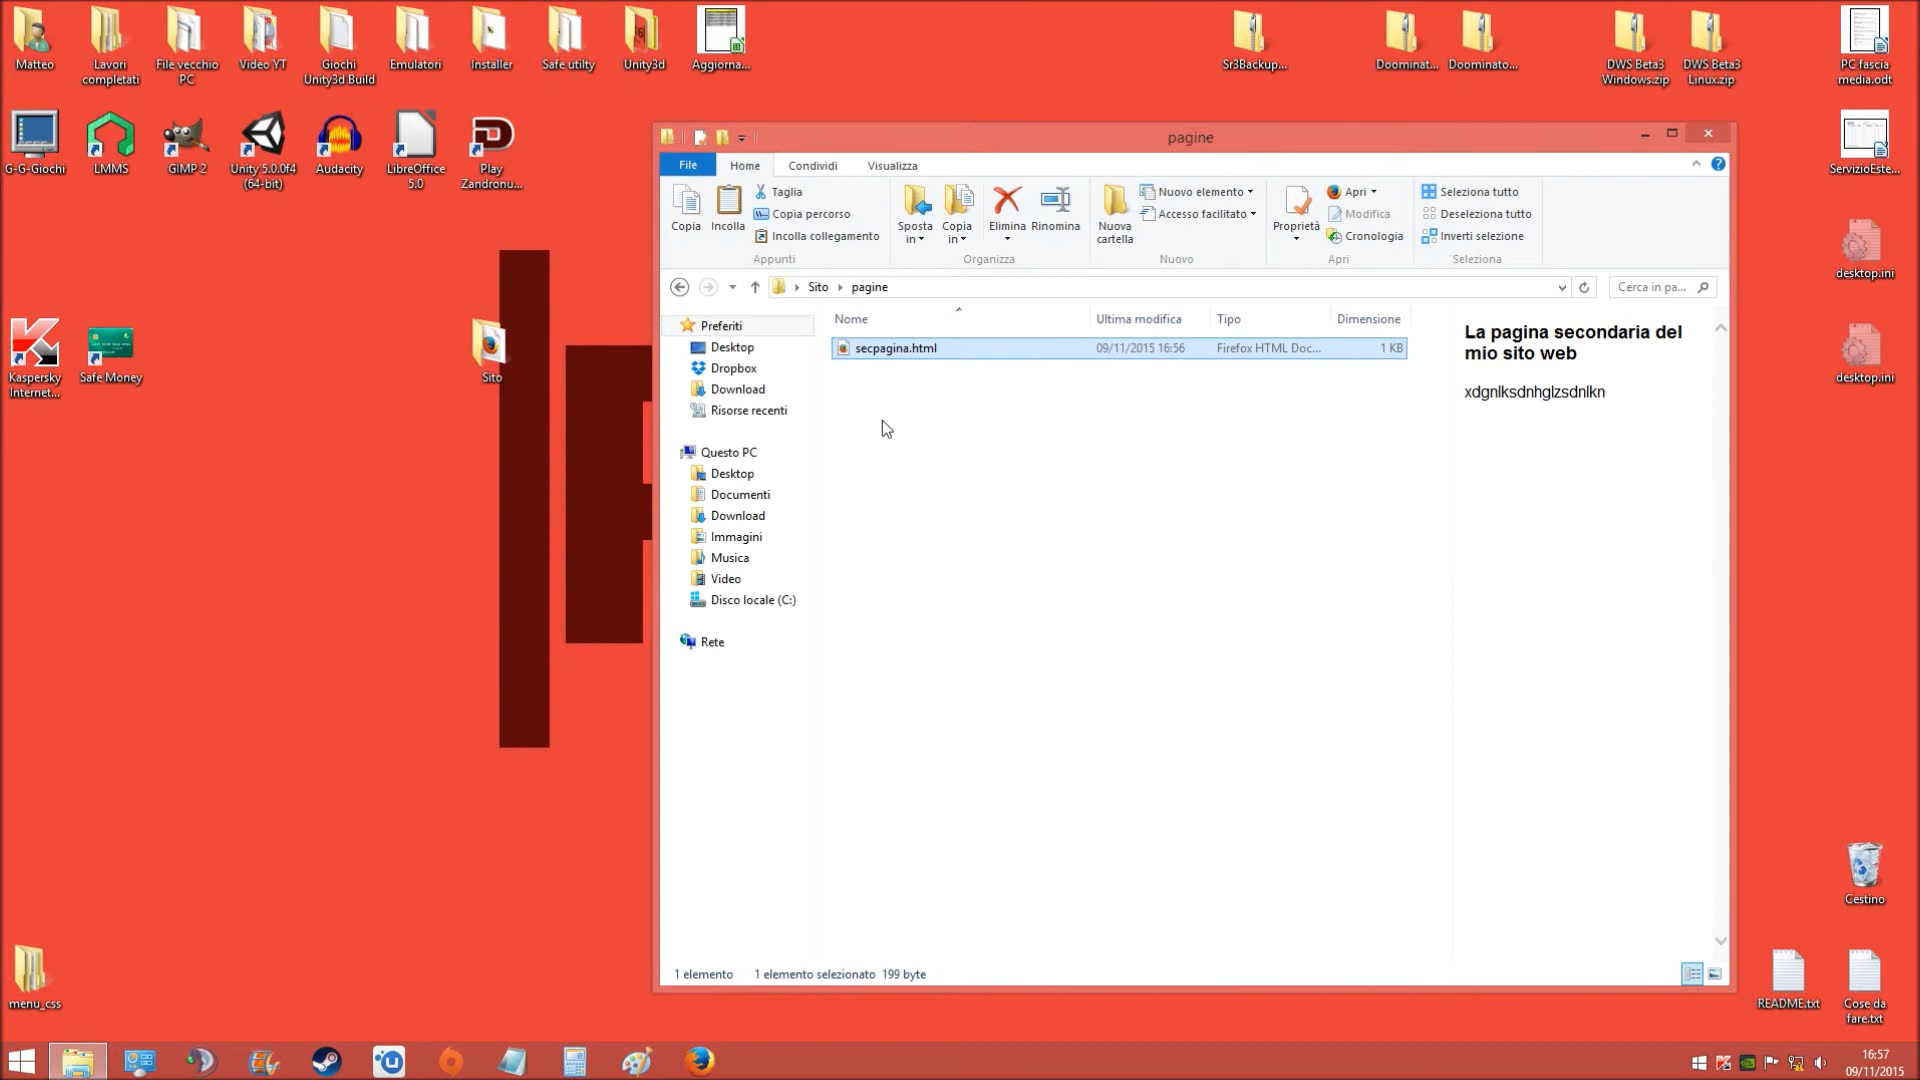 Matteo
Lavori completati
File vecchio PC
Video YT
Giochi Unity3d Build
Emulatori
Installer
Safe utilty
Unity3d
Aggiorna...
Sr3Backup...
Doominat...
Doominato...
DWS Beta3 Windows.zip
DWS Beta3 Linux.zip
PC fascia media.odt
G-G-Giochi
LMMS
GIMP 2
Unity 5.0.0f4 (64-bit)
Audacity
LibreOffice 5.0
Play Zandronu...
ServizioEste...
desktop.ini
desktop.ini
Kaspersky Internet...
Safe Money
Sito
pagine
File
Home
Condividi
Visualizza
Copia
Incolla
Taglia
Copia percorso
Incolla collegamento
Appunti
Sposta in
Copia in
Elimina
Rinomina
Organizza
Nuova cartella
Nuovo elemento
Accesso facilitato
Nuovo
Proprietà
Apri
Modifica
Cronologia
Apri
Seleziona tutto
Deseleziona tutto
Inverti selezione
Seleziona
Sito
pagine
Cerca in pa...
Preferiti
Desktop
Dropbox
Download
Risorse recenti
Questo PC
Desktop
Documenti
Download
Immagini
Musica
Video
Disco locale (C:)
Rete
Nome
Ultima modifica
Tipo
Dimensione
secpagina.html
09/11/2015 16:56
Firefox HTML Doc...
1 KB
La pagina secondaria del
mio sito web
xdgnlksdnhglzsdnlkn
1 elemento
1 elemento selezionato 199 byte
Cestino
menu_css
README.txt
Cose da fare.txt
16:57
09/11/2015